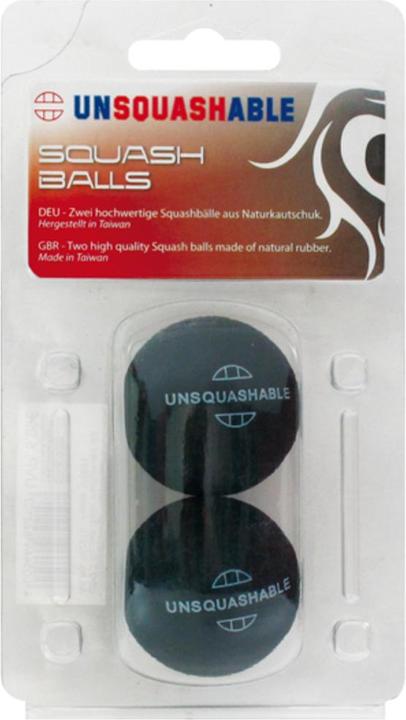 UNSQUASHABLE
SQUASH
BALLS
DEU - Zwei hochwertige Squashbälle aus Naturkautschuk.
Hergestellt in Taiwan
GBR - Two high quality Squash balls made of natural rubber.
Made in Taiwan
UNSQUASHABLE
UNSQUASHABLE